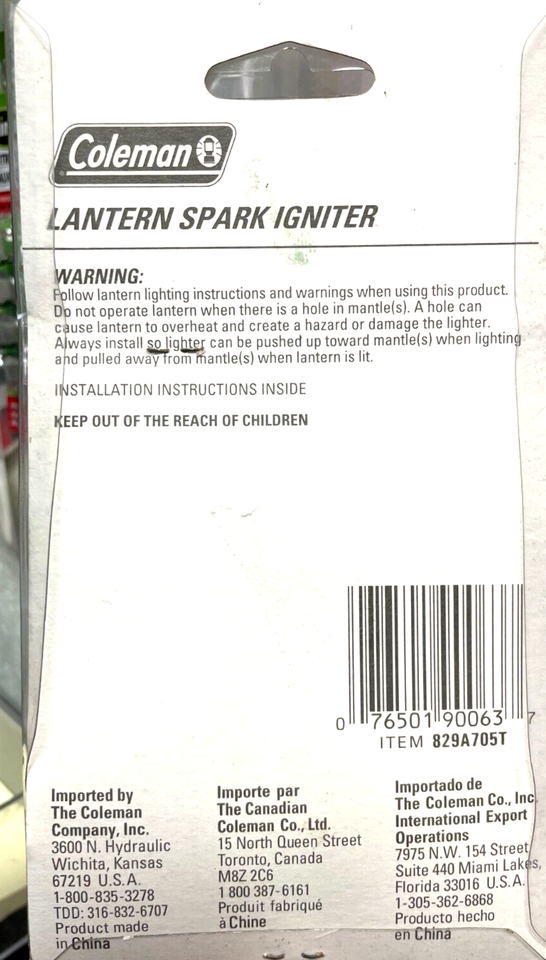 Coleman
LANTERN SPARK IGNITER
WARNING:
Follow lantern lighting instructions and warnings when using this product.
Do not operate lantern when there is a hole in mantle(s). A hole can
cause lantern to overheat and create a hazard or damage the lighter.
Always install so lighter can be pushed up toward mantle(s) when lighting
and pulled away from mantle(s) when lantern is lit.
INSTALLATION INSTRUCTIONS INSIDE
KEEP OUT OF THE REACH OF CHILDREN
0 76501 90063 7
ITEM 829A705T
Imported by
The Coleman
Company, Inc.
3600 N. Hydraulic
Wichita, Kansas
67219 U.S.A.
1-800-835-3278
TDD: 316-832-6707
Product made
in China
Importe par
The Canadian
Coleman Co., Ltd.
15 North Queen Street
Toronto, Canada
M8Z 2C6
1 800 387-6161
Produit fabriqué
à Chine
Importado de
The Coleman Co., Inc.
International Export
Operations
7975 N.W. 154 Street
Suite 440 Miami Lakes,
Florida 33016 U.S.A.
1-305-362-6868
Producto hecho
en China